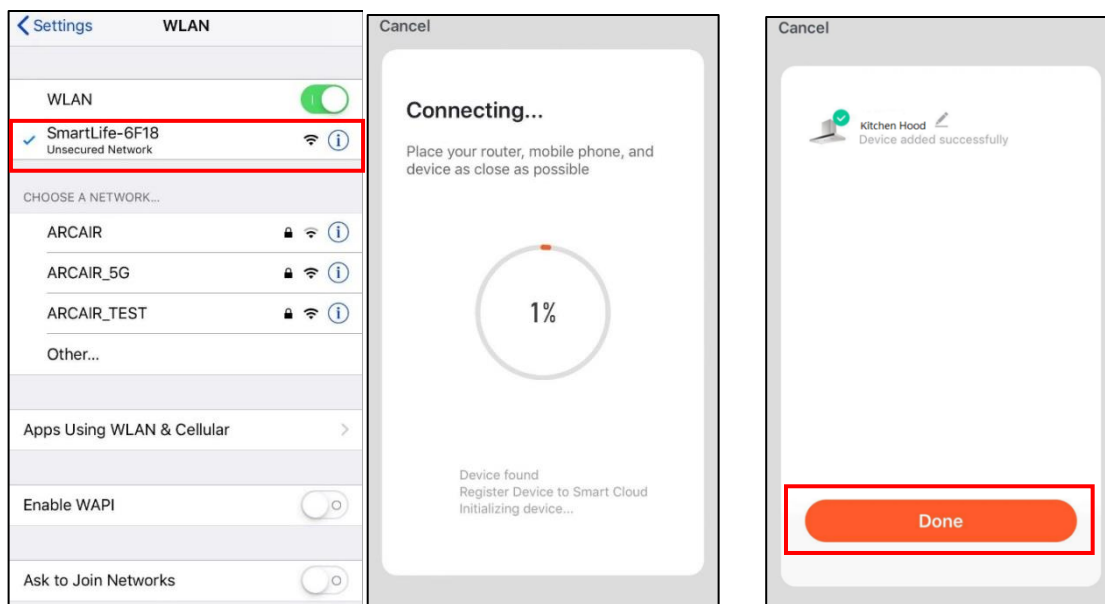 Settings
WLAN
WLAN
SmartLife-6F18
Unsecured Network
CHOOSE A NETWORK...
ARCAIR
ARCAIR_5G
ARCAIR_TEST
Other...
Apps Using WLAN & Cellular
Enable WAPI
Ask to Join Networks
Cancel
Connecting...
Place your router, mobile phone, and
device as close as possible
1%
Device found
Register Device to Smart Cloud
Initializing device...
Cancel
Kitchen Hood
Device added successfully
Done